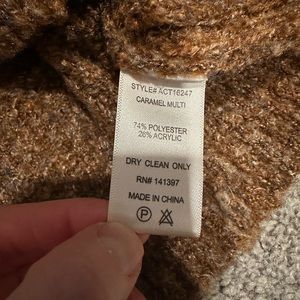 STYLE# ACT16247
CARAMEL MULTI
74% POLYESTER
26% ACRYLIC
DRY CLEAN ONLY
RN# 141397
MADE IN CHINA
P